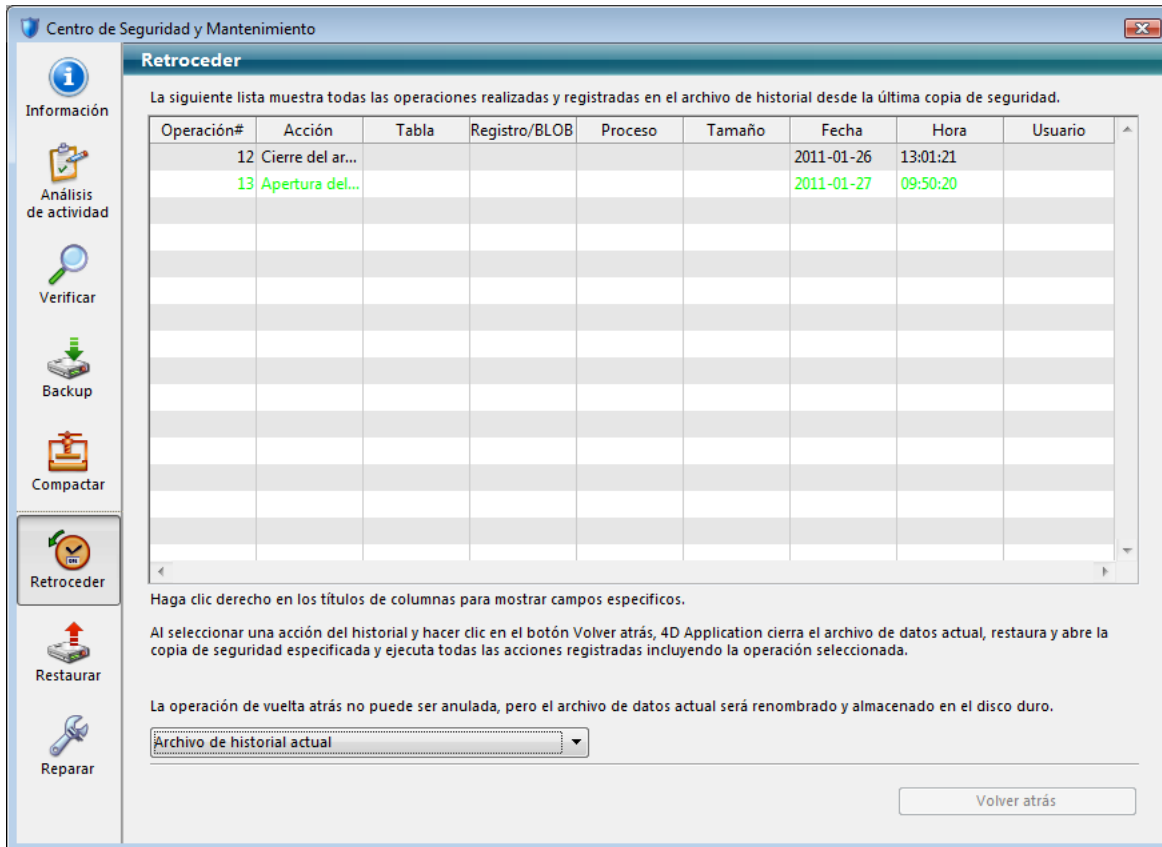 Centro de Seguridad y Mantenimiento
Información
Análisis
de actividad
Verificar
Backup
Compactar
Retroceder
Restaurar
Reparar
Retroceder
La siguiente lista muestra todas las operaciones realizadas y registradas en el archivo de historial desde la última copia de seguridad.
Operación# Acción Tabla Registro/BLOB Proceso Tamaño Fecha Hora Usuario
12 Cierre del ar... 2011-01-26 13:01:21
13 Apertura del... 2011-01-27 09:50:20
Haga clic derecho en los títulos de columnas para mostrar campos especificos.
Al seleccionar una acción del historial y hacer clic en el botón Volver atrás, 4D Application cierra el archivo de datos actual, restaura y abre la
copia de seguridad especificada y ejecuta todas las acciones registradas incluyendo la operación seleccionada.
La operación de vuelta atrás no puede ser anulada, pero el archivo de datos actual será renombrado y almacenado en el disco duro.
Archivo de historial actual
Volver atrás